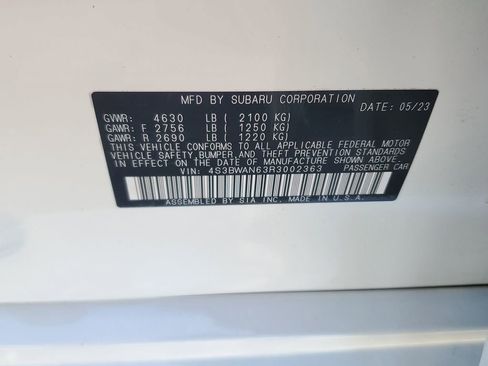 MFD BY SUBARU CORPORATION
DATE: 05/23
GVWR: 4630 LB ( 2100 KG)
GAWR: F 2756 LB ( 1250 KG)
GAWR: R 2690 LB ( 1220 KG)
THIS VEHICLE CONFORMS TO ALL APPLICABLE FEDERAL MOTOR
VEHICLE SAFETY, BUMPER, AND THEFT PREVENTION STANDARDS
IN EFFECT ON THE DATE OF MANUFACTURE SHOWN ABOVE.
VIN: 4S3BWAN63R3002363 PASSENGER CAR
ASSEMBLED BY SIA INC. MADE IN U.S.A.